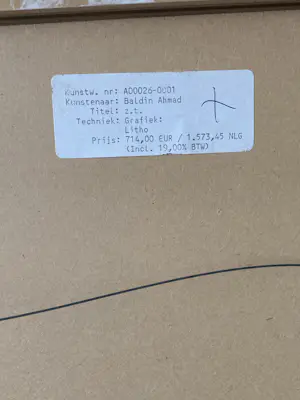 Kunstw. nr: AD0026-0001
Kunstenaar: Baldin Ahmad
Titel: z.t.
Techniek: Grafiek:
Litho
Prijs: 714,00 EUR / 1.573,45 NLG
(Incl. 19,00% BTW)